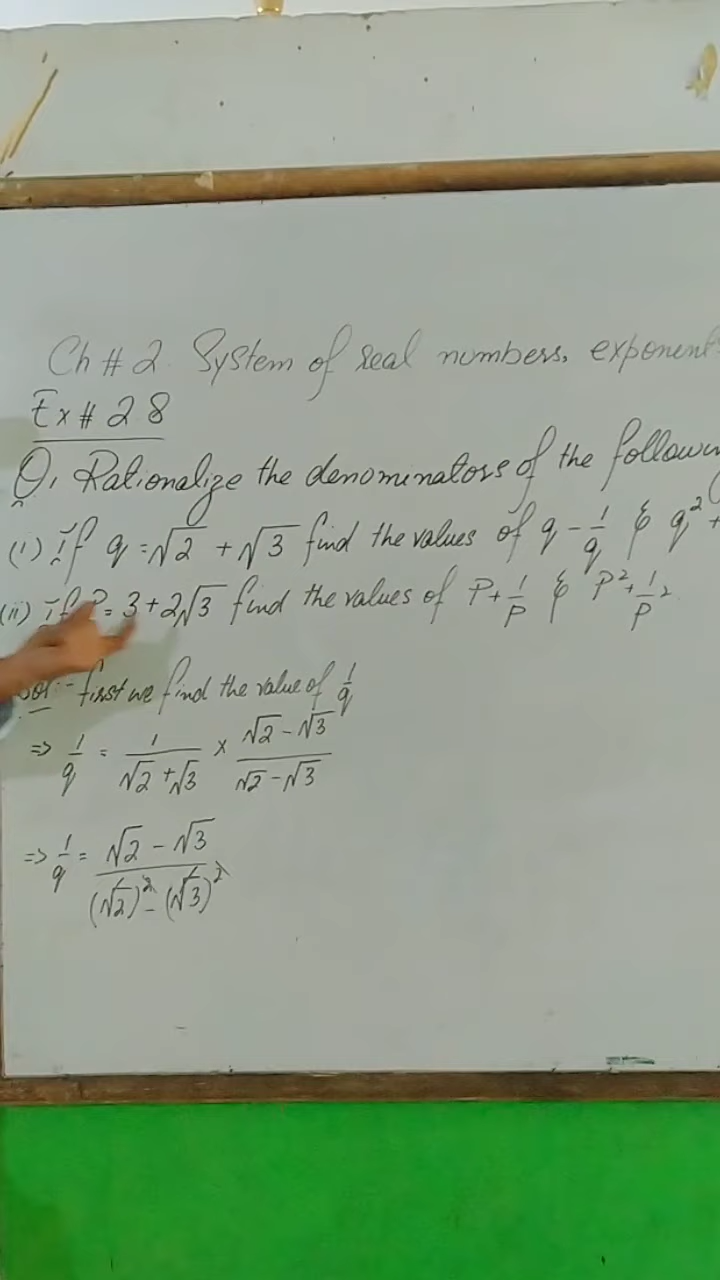 Ch # 2. System of real numbers, exponent
Ex # 2 8
Q, Rationalize the denominators of the followin
(i) If q = √2 + √3 find the values of q - 1/q & q² +
(ii) If P = 3 + 2√3 find the values of P + 1/P & P² + 1/P²
Sol:- first we find the value of 1/q
=> 1/q = 1/(√2 + √3) × (√2 - √3)/(√2 - √3)
=> 1/q = (√2 - √3)/((√2)² - (√3)²)